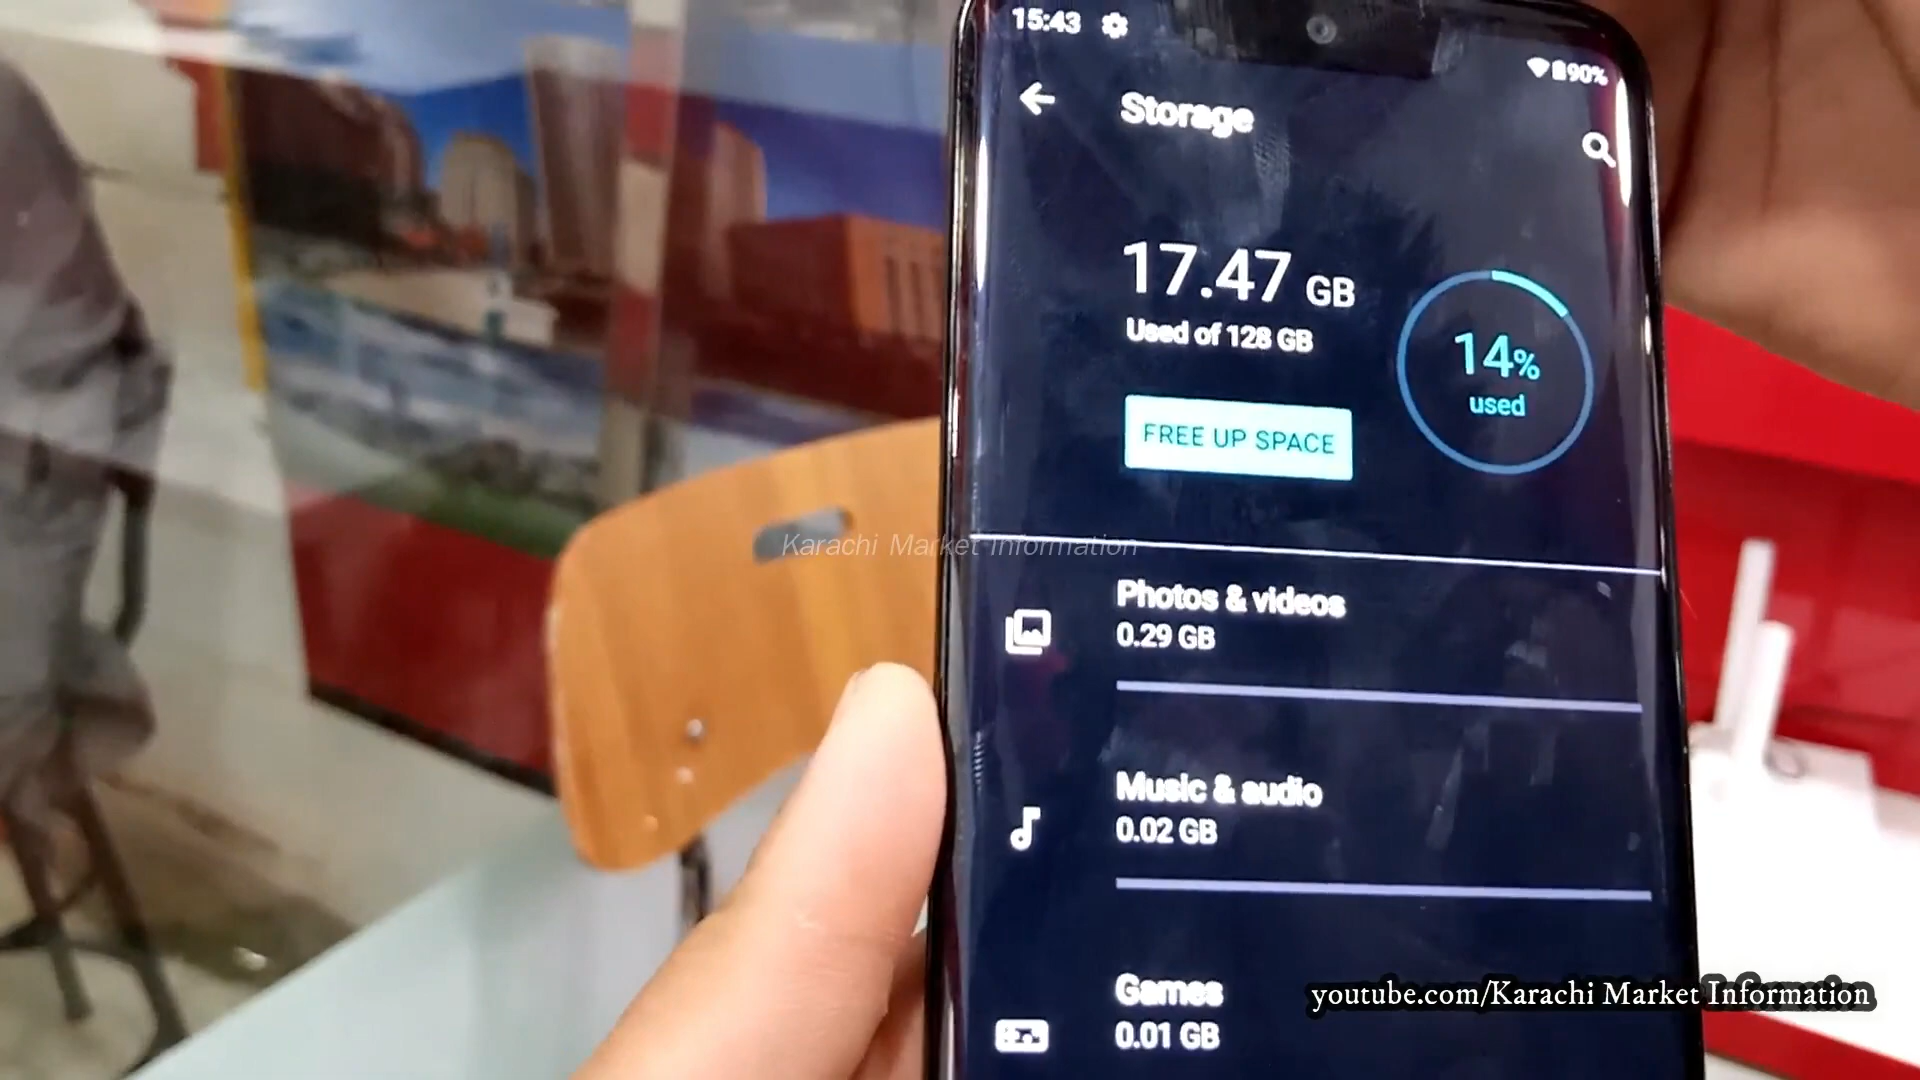 15:43
90%
Storage
17.47 GB
Used of 128 GB
14%
used
FREE UP SPACE
Karachi Market Information
Photos & videos
0.29 GB
Music & audio
0.02 GB
Games
0.01 GB
youtube.com/Karachi Market Information